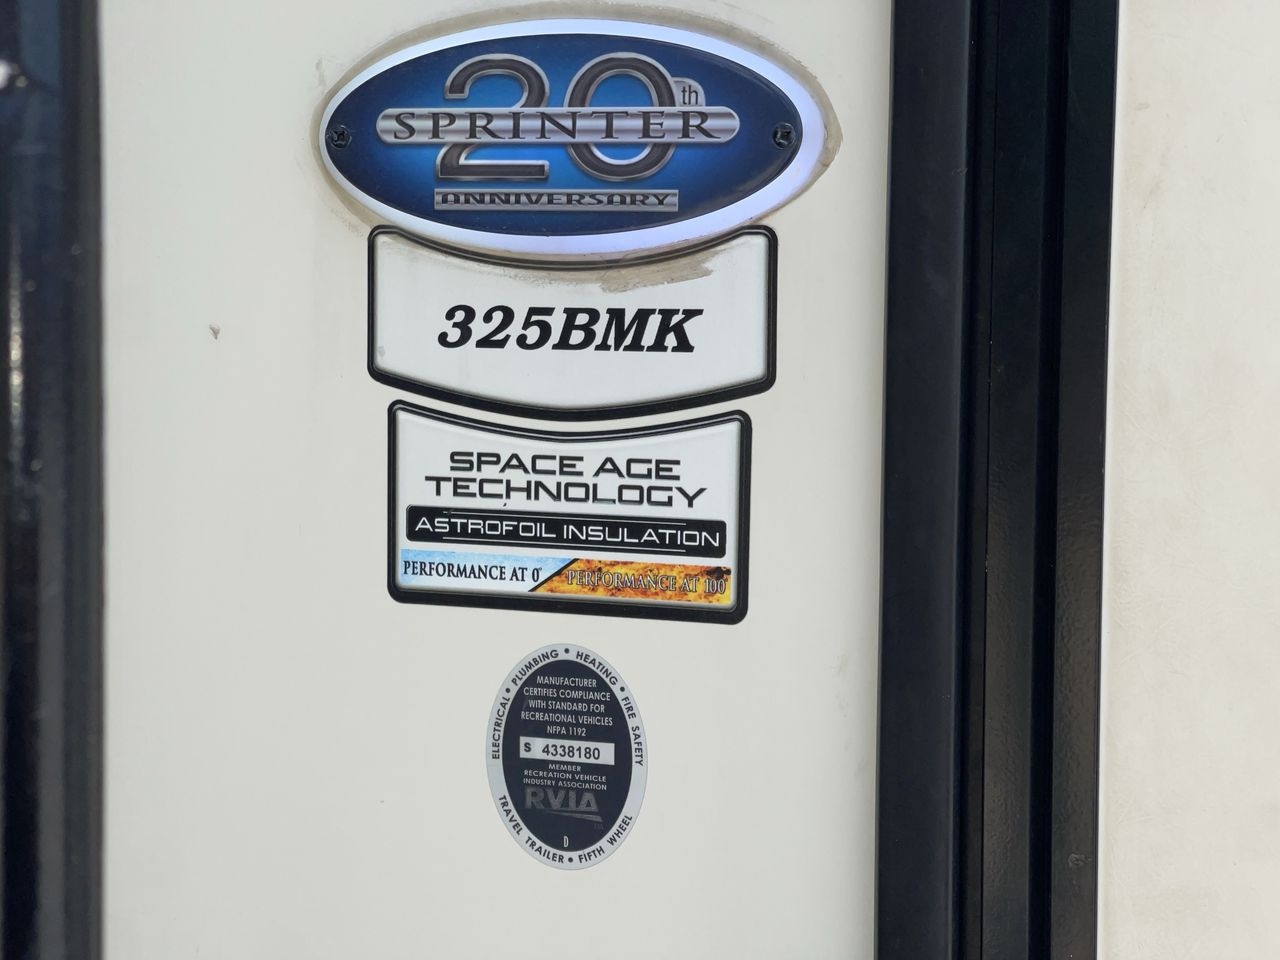 20th
SPRINTER
ANNIVERSARY
325BMK
SPACE AGE
TECHNOLOGY
ASTROFOIL INSULATION
PERFORMANCE AT 0°
PERFORMANCE AT 100°
ELECTRICAL • PLUMBING • HEATING • FIRE SAFETY
MANUFACTURER
CERTIFIES COMPLIANCE
WITH STANDARD FOR
RECREATIONAL VEHICLES
NFPA 1192
S 4338180
MEMBER
RECREATION VEHICLE
INDUSTRY ASSOCIATION
RVIA
D
TRAVEL TRAILER • FIFTH WHEEL